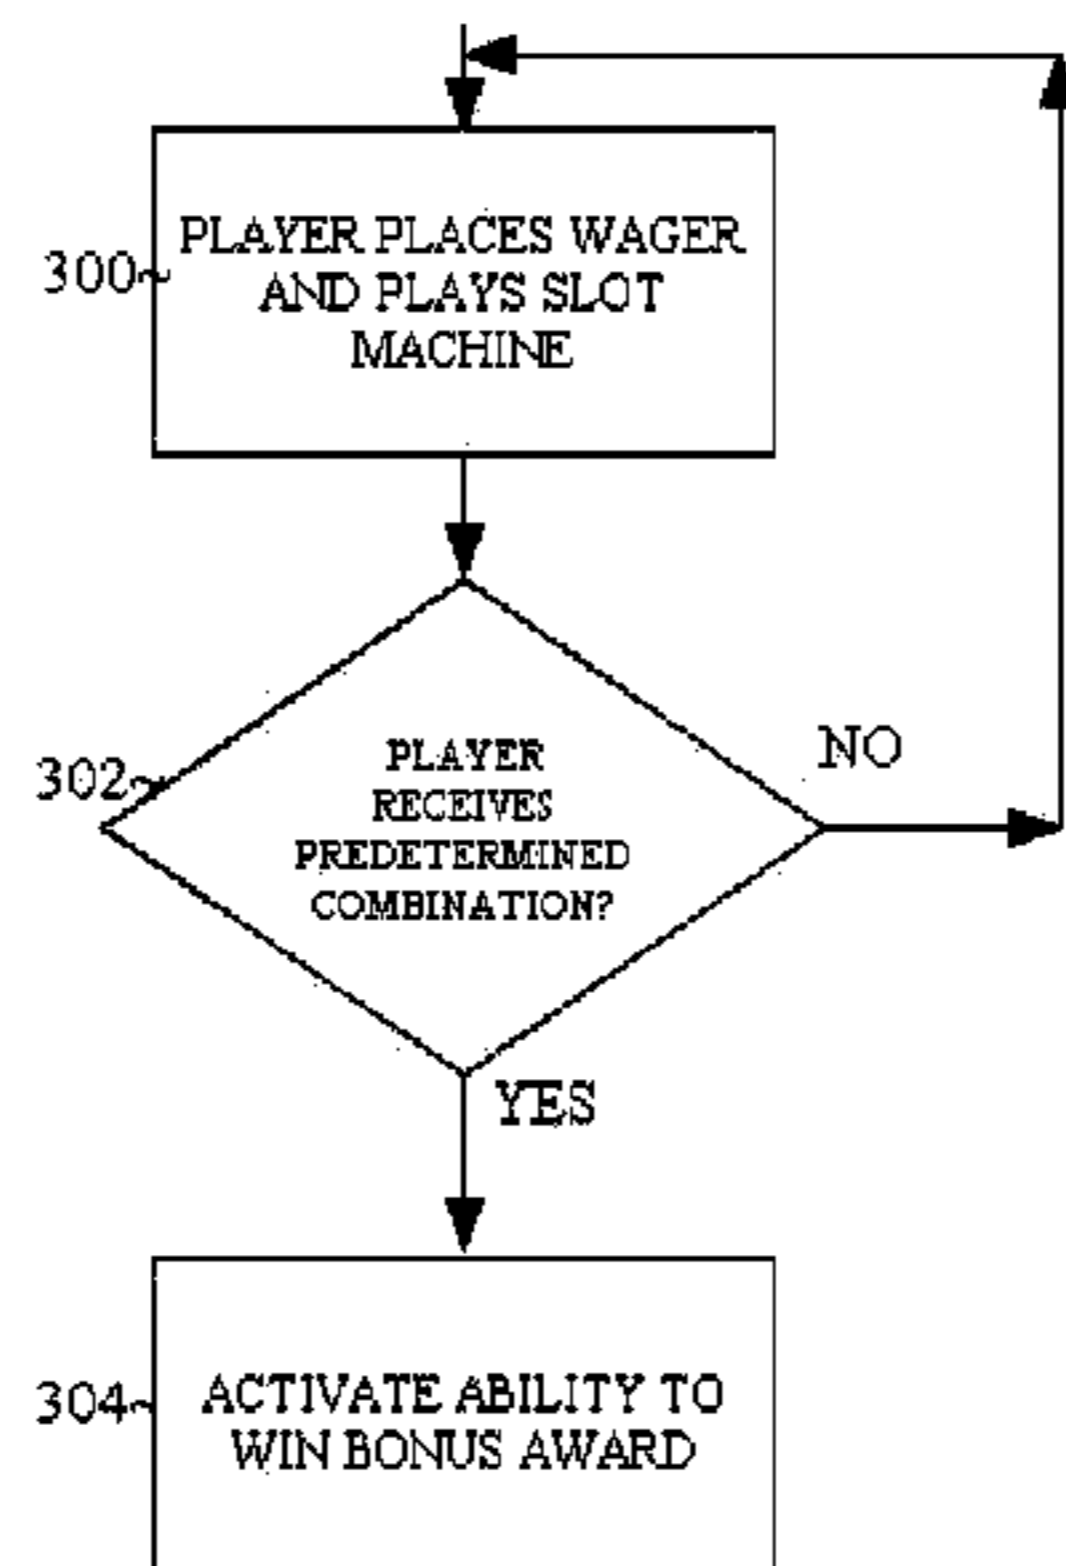 PLAYER PLACES WAGER
300~
AND PLAYS SLOT
MACHINE
302~
PLAYER
RECEIVES
PREDETERMINED
COMBINATION?
NO
YES
304~
ACTIVATE ABILITY TO
WIN BONUS AWARD